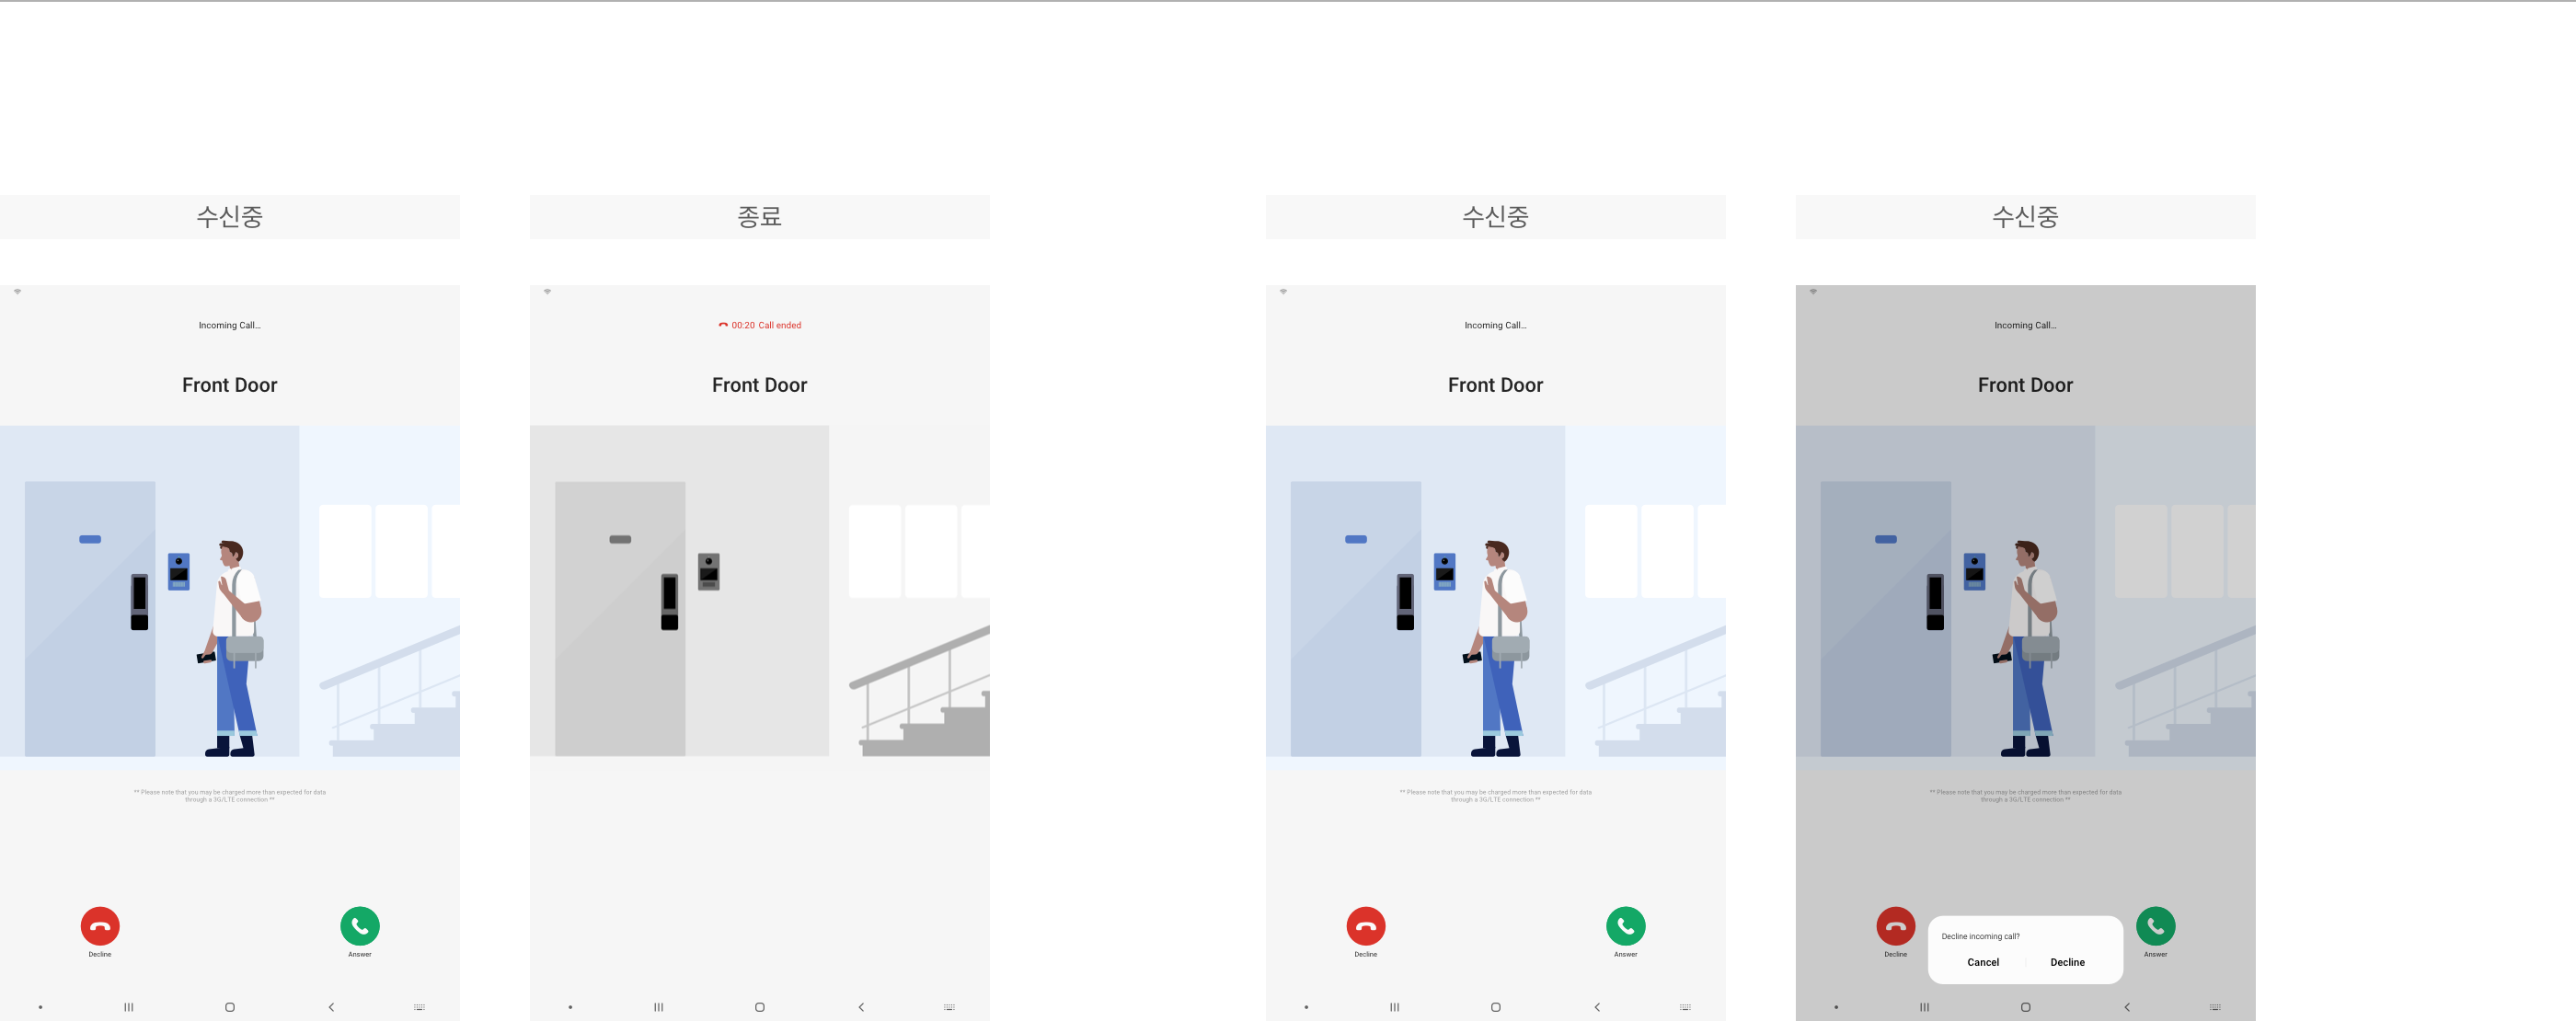 수신중
종료
수신중
수신중
Incoming Call...
Front Door
** Please note that you may be charged more than expected for data
through a 3G/LTE connection **
Decline
Answer
00:20 Call ended
Front Door
Incoming Call...
Front Door
** Please note that you may be charged more than expected for data
through a 3G/LTE connection **
Decline
Answer
Incoming Call...
Front Door
** Please note that you may be charged more than expected for data
through a 3G/LTE connection **
Decline
Answer
Decline incoming call?
Cancel
Decline